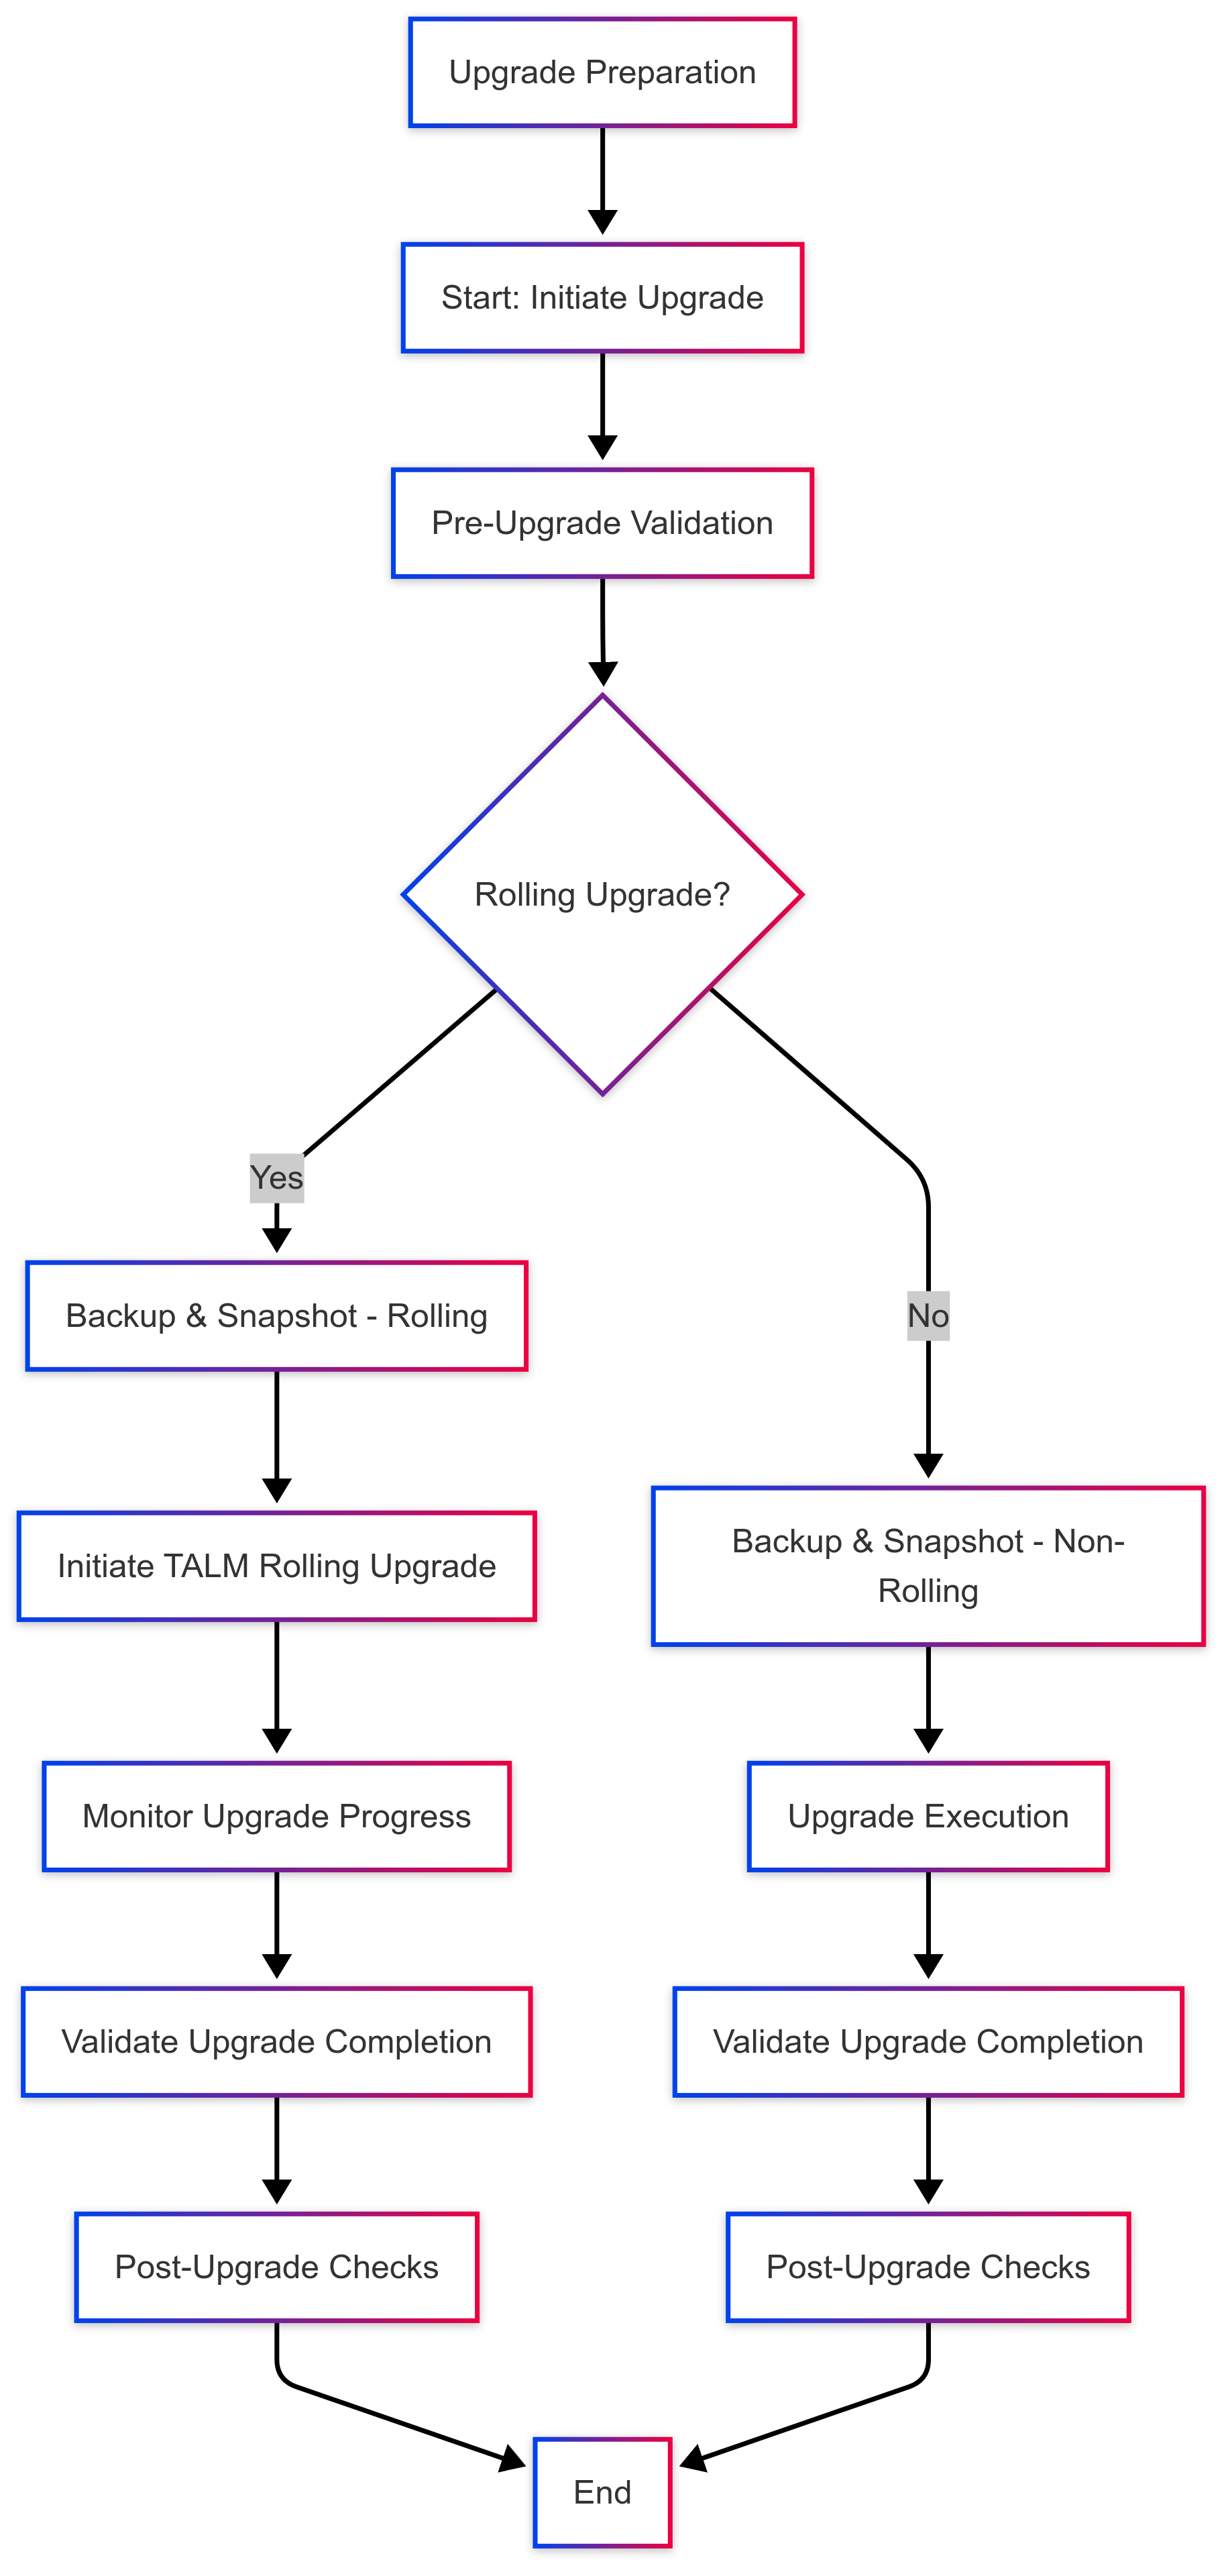 Upgrade Preparation
Start: Initiate Upgrade
Pre-Upgrade Validation
Rolling Upgrade?
Yes
No
Backup & Snapshot - Rolling
Initiate TALM Rolling Upgrade
Monitor Upgrade Progress
Validate Upgrade Completion
Post-Upgrade Checks
Backup & Snapshot - Non-
Rolling
Upgrade Execution
Validate Upgrade Completion
Post-Upgrade Checks
End